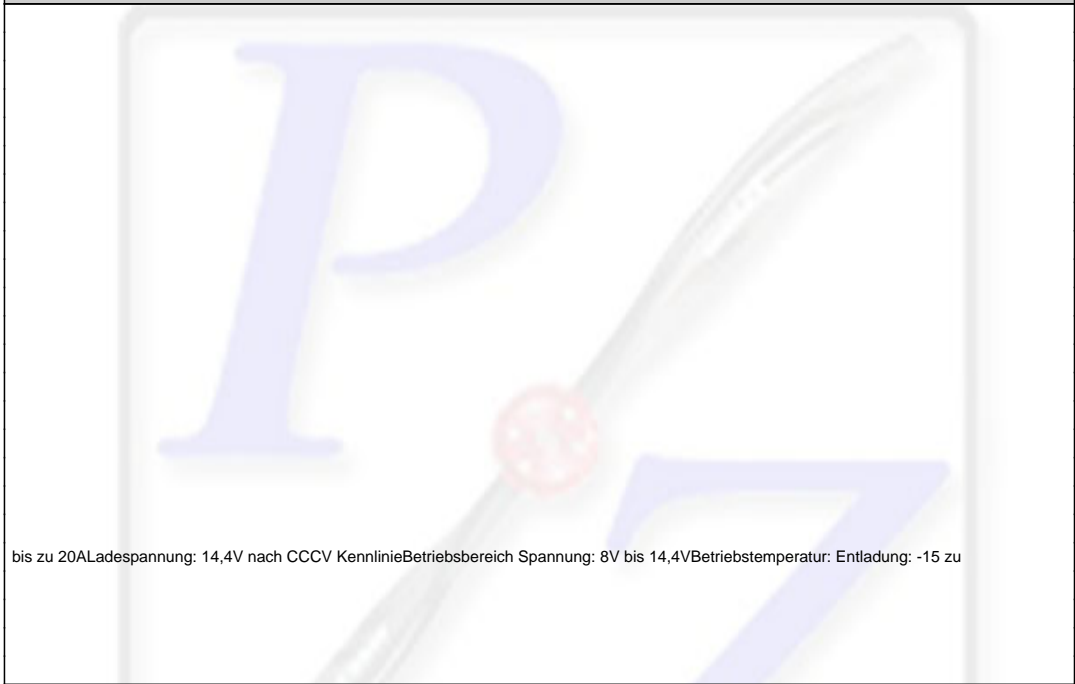 P
Z
bis zu 20ALadespannung: 14,4V nach CCCV KennlinieBetriebsbereich Spannung: 8V bis 14,4VBetriebstemperatur: Entladung: -15 zu